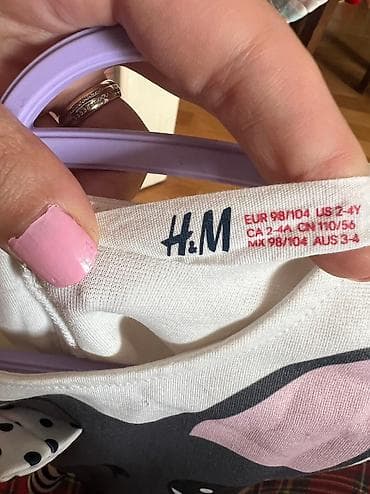 H&M
EUR 98/104 US 2-4Y
CA 2-4A CN 110/56
MX 98/104 AUS 3-4